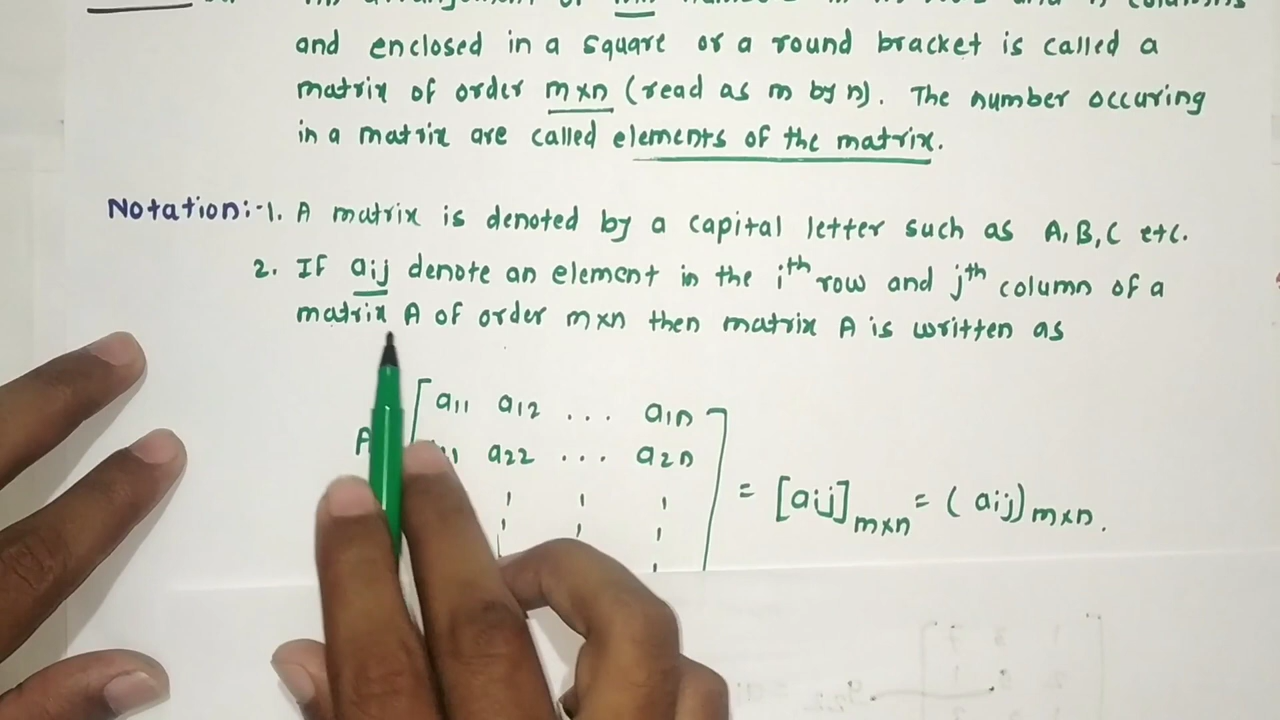 and enclosed in a square or a round bracket is called a
matrix of order m×n (read as m by n). The number occuring
in a matrix are called elements of the matrix.
Notation:-1. A matrix is denoted by a capital letter such as A, B, C etc.
2. If aij denote an element in the ith row and jth column of a
matrix A of order m×n then matrix A is written as
a11 a12 ... a1n
A a22 ... a2n
= [aij]m×n = (aij)m×n.